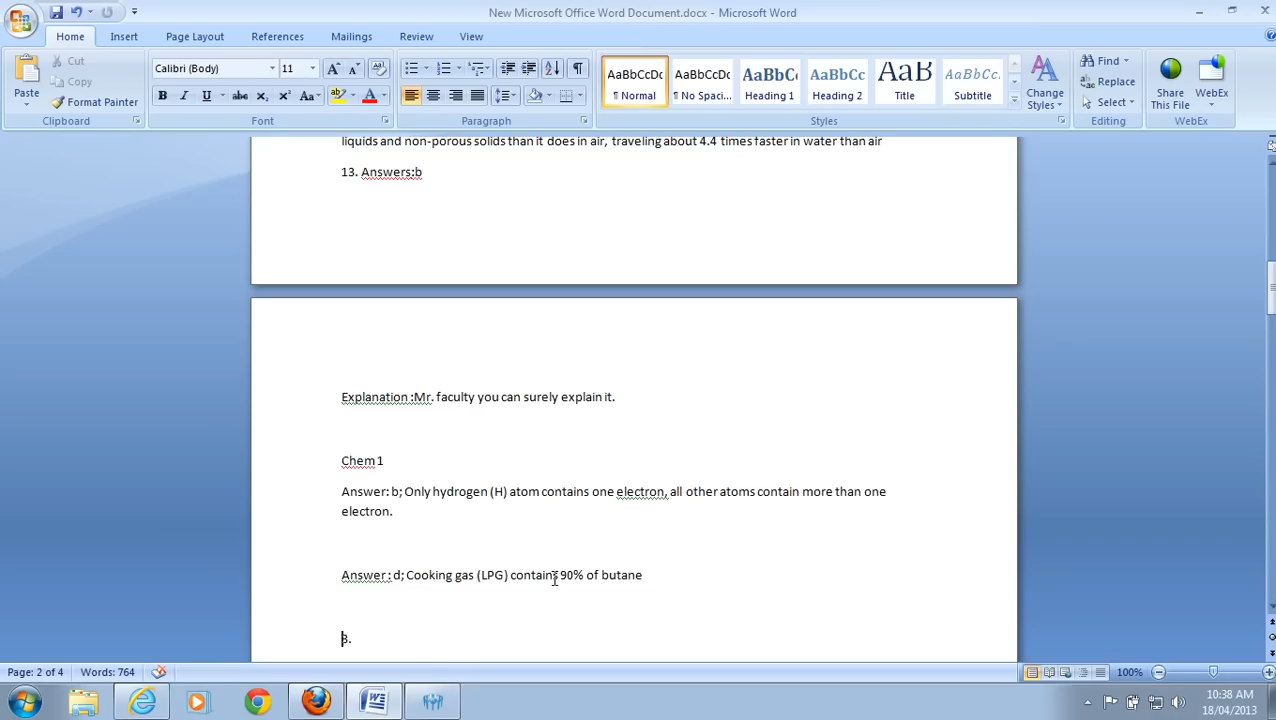 New Microsoft Office Word Document.docx - Microsoft Word
Home Insert Page Layout References Mailings Review View
Paste
Cut
Copy
Format Painter
Clipboard
Calibri (Body) 11
Font
Paragraph
AaBbCcDc AaBbCcDc AaBbC( AaBbCc AaB AaBbCc.
¶ Normal ¶ No Spaci... Heading 1 Heading 2 Title Subtitle
Change Styles
Styles
Find
Replace
Select
Editing
Share This File
WebEx
WebEx
liquids and non-porous solids than it does in air, traveling about 4.4 times faster in water than air
13. Answers:b
Explanation :Mr. faculty you can surely explain it.
Chem 1
Answer: b; Only hydrogen (H) atom contains one electron, all other atoms contain more than one
electron.
Answer : d; Cooking gas (LPG) contains 90% of butane
3.
Page: 2 of 4 Words: 764 100%
10:38 AM
18/04/2013